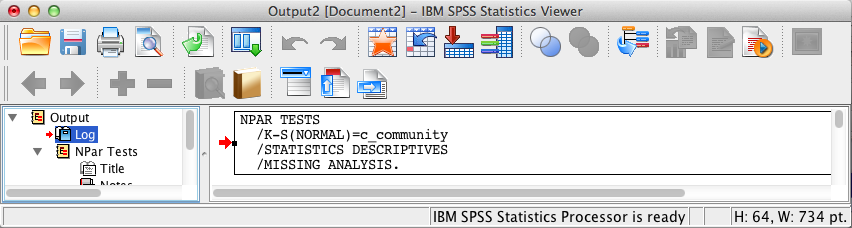 Output2 [Document2] – IBM SPSS Statistics Viewer
Output
Log
NPar Tests
Title
Notes
NPAR TESTS
/K-S(NORMAL)=c_community
/STATISTICS DESCRIPTIVES
/MISSING ANALYSIS.
IBM SPSS Statistics Processor is ready
H: 64, W: 734 pt.